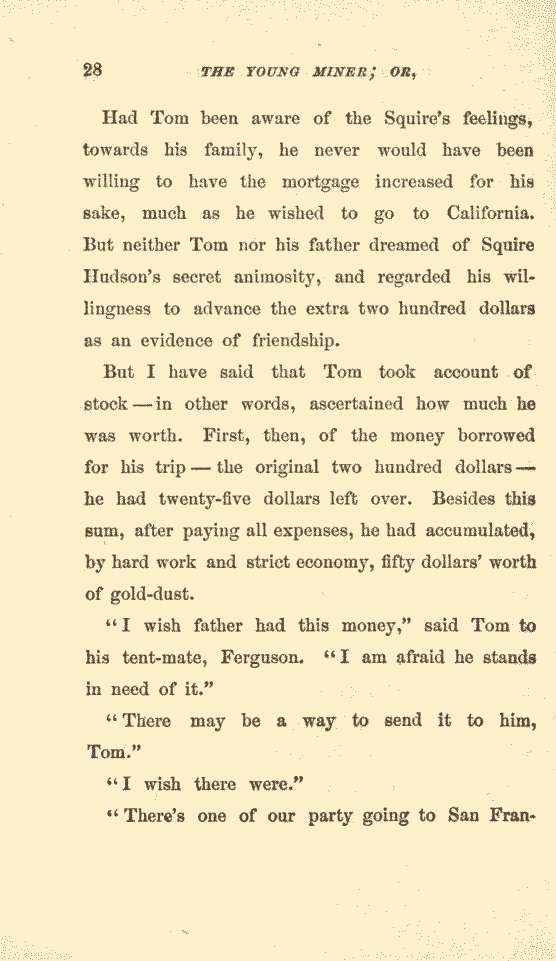 28 THE YOUNG MINER; OR,
Had Tom been aware of the Squire's feelings,
towards his family, he never would have been
willing to have the mortgage increased for his
sake, much as he wished to go to California.
But neither Tom nor his father dreamed of Squire
Hudson's secret animosity, and regarded his wil-
lingness to advance the extra two hundred dollars
as an evidence of friendship.
But I have said that Tom took account of
stock — in other words, ascertained how much he
was worth. First, then, of the money borrowed
for his trip — the original two hundred dollars —
he had twenty-five dollars left over. Besides this
sum, after paying all expenses, he had accumulated,
by hard work and strict economy, fifty dollars' worth
of gold-dust.
"I wish father had this money," said Tom to
his tent-mate, Ferguson. "I am afraid he stands
in need of it."
"There may be a way to send it to him,
Tom."
"I wish there were."
"There's one of our party going to San Fran-